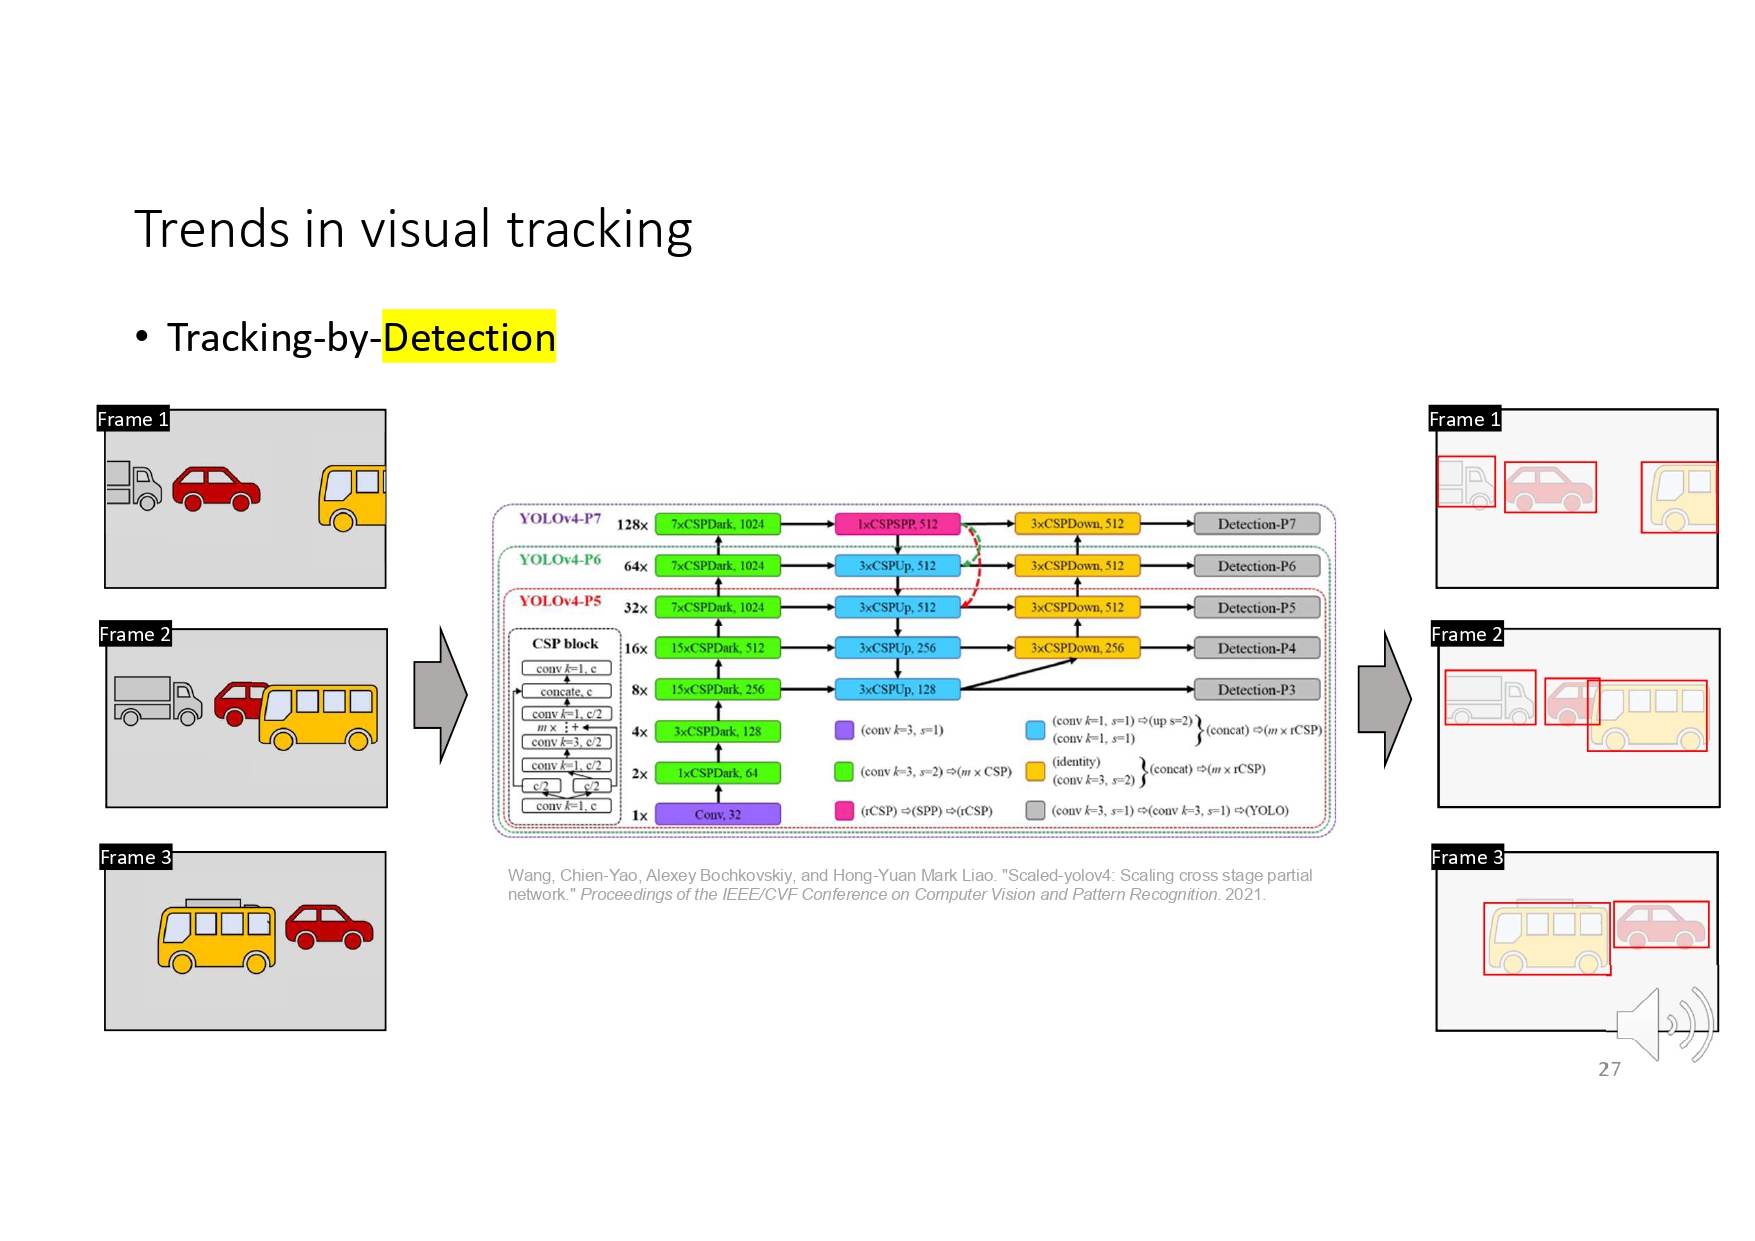 Trends in visual tracking
• Tracking-by-Detection
Frame 1
Frame 2
Frame 3
YOLOv4-P7
YOLOv4-P6
YOLOv4-P5
128x
7xCSPDark, 1024
1xCSPSPP, 512
3xCSPDown, 512
Detection-P7
64x
7xCSPDark, 1024
3xCSPUp, 512
3xCSPDown, 512
Detection-P6
32x
7xCSPDark, 1024
3xCSPUp, 512
3xCSPDown, 512
Detection-P5
16x
15xCSPDark, 512
3xCSPUp, 256
3xCSPDown, 256
Detection-P4
8x
15xCSPDark, 256
3xCSPUp, 128
Detection-P3
4x
3xCSPDark, 128
2x
1xCSPDark, 64
1x
Conv, 32
CSP block
conv k=1, c
concate, c
conv k=1, c/2
m × ⋮+
conv k=3, c/2
conv k=1, c/2
c/2 c/2
conv k=1, c
(conv k=3, s=1)
(conv k=3, s=2) ⇨(m × CSP)
(rCSP) ⇨(SPP) ⇨(rCSP)
(conv k=1, s=1) ⇨(up s=2)
(conv k=1, s=1)
}(concat) ⇨(m × rCSP)
(identity)
(conv k=3, s=2)
}(concat) ⇨(m × rCSP)
(conv k=3, s=1) ⇨(conv k=3, s=1) ⇨(YOLO)
Wang, Chien-Yao, Alexey Bochkovskiy, and Hong-Yuan Mark Liao. "Scaled-yolov4: Scaling cross stage partial
network." Proceedings of the IEEE/CVF Conference on Computer Vision and Pattern Recognition. 2021.
Frame 1
Frame 2
Frame 3
27